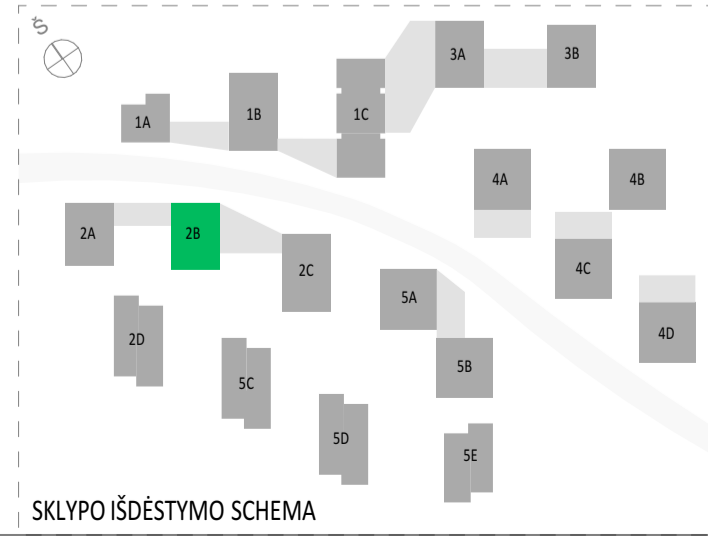 Š
3A
3B
1A
1B
1C
4A
4B
2A
2B
2C
4C
5A
2D
4D
5B
5C
5D
5E
SKLYPO IŠDĖSTYMO SCHEMA